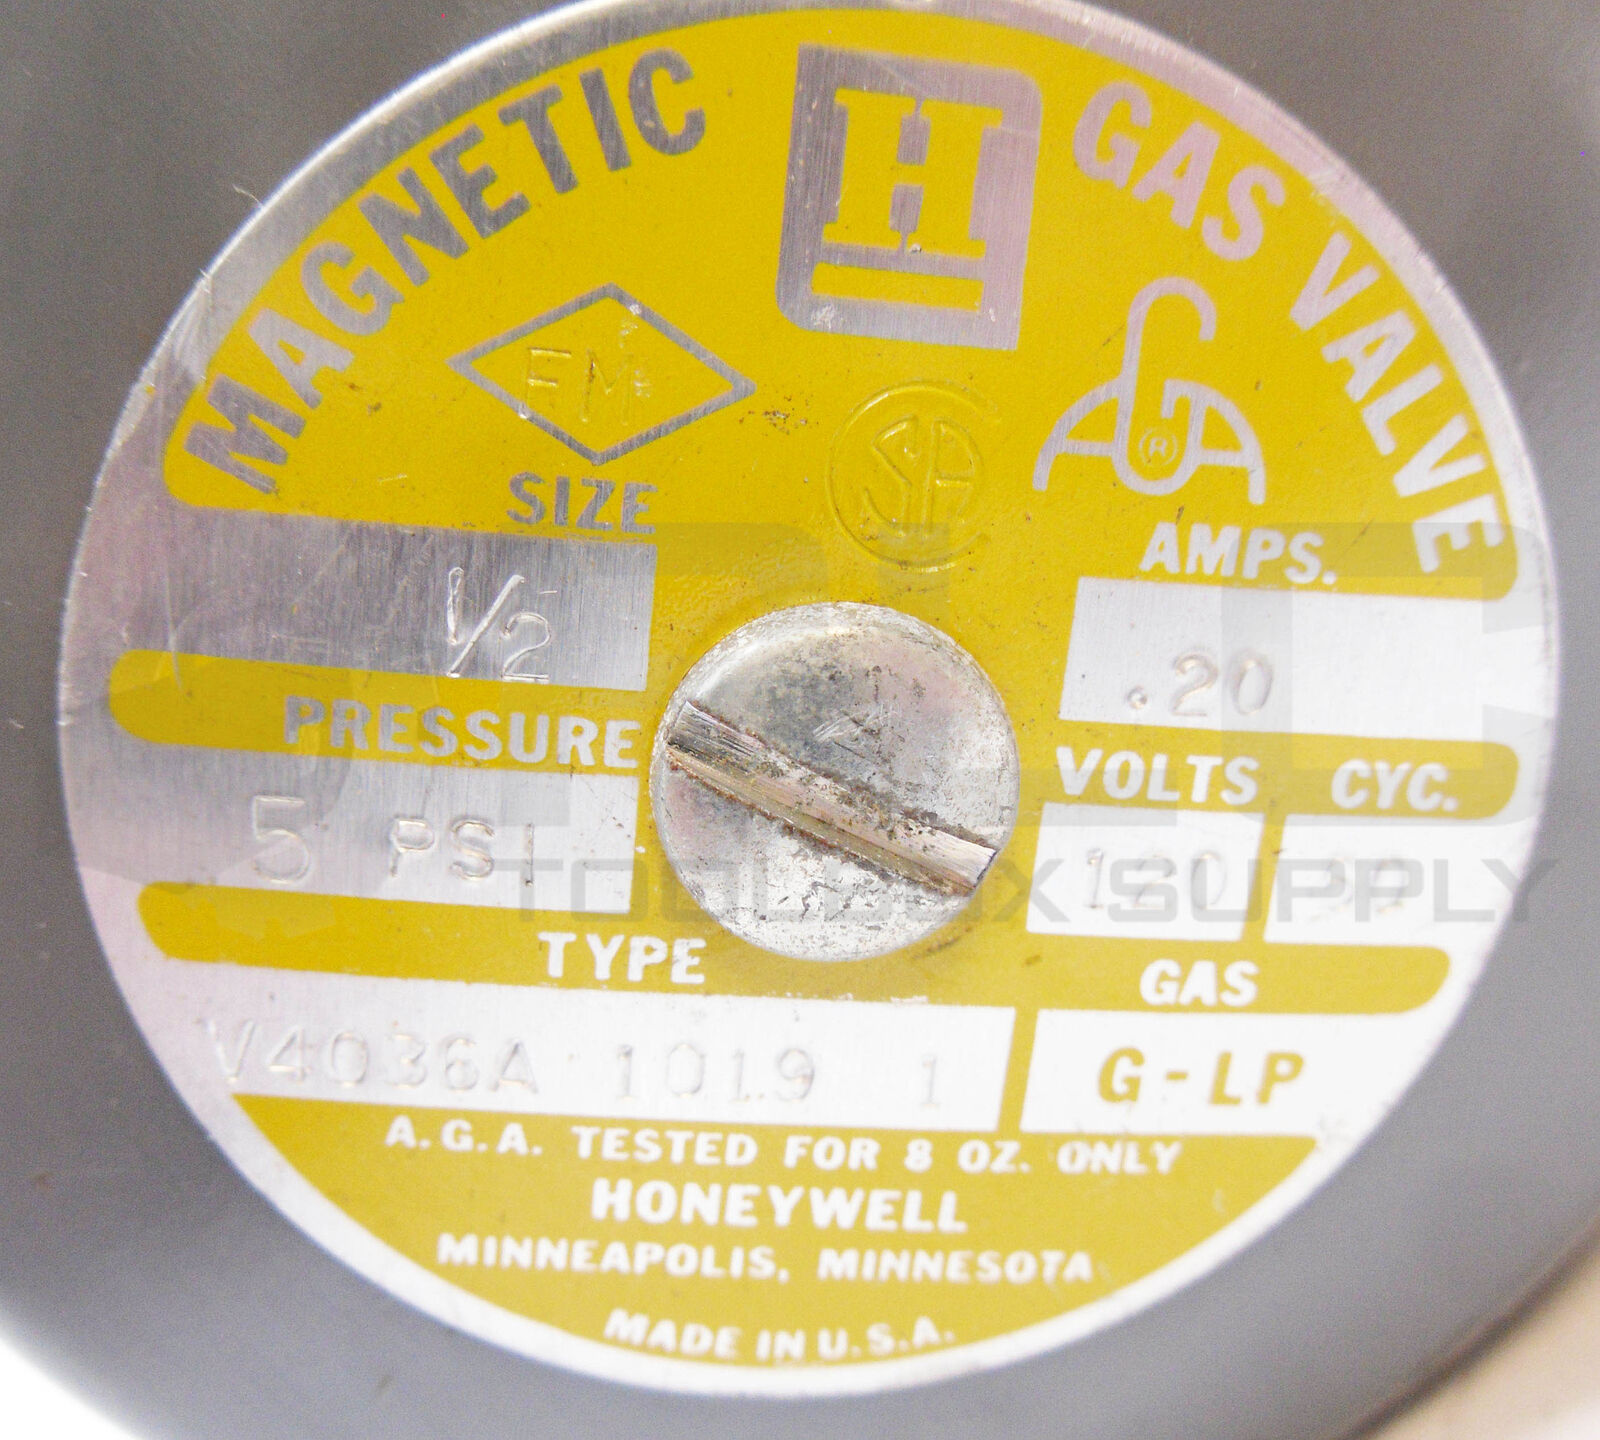 MAGNETIC H GAS VALVE
FM
SIZE
AMPS.
1/2
.20
PRESSURE
VOLTS CYC.
5 PSI
120
TOOLBOX SUPPLY
TYPE
GAS
V4036A 1019 1
G-LP
A.G.A. TESTED FOR 8 OZ. ONLY
HONEYWELL
MINNEAPOLIS, MINNESOTA
MADE IN U.S.A.